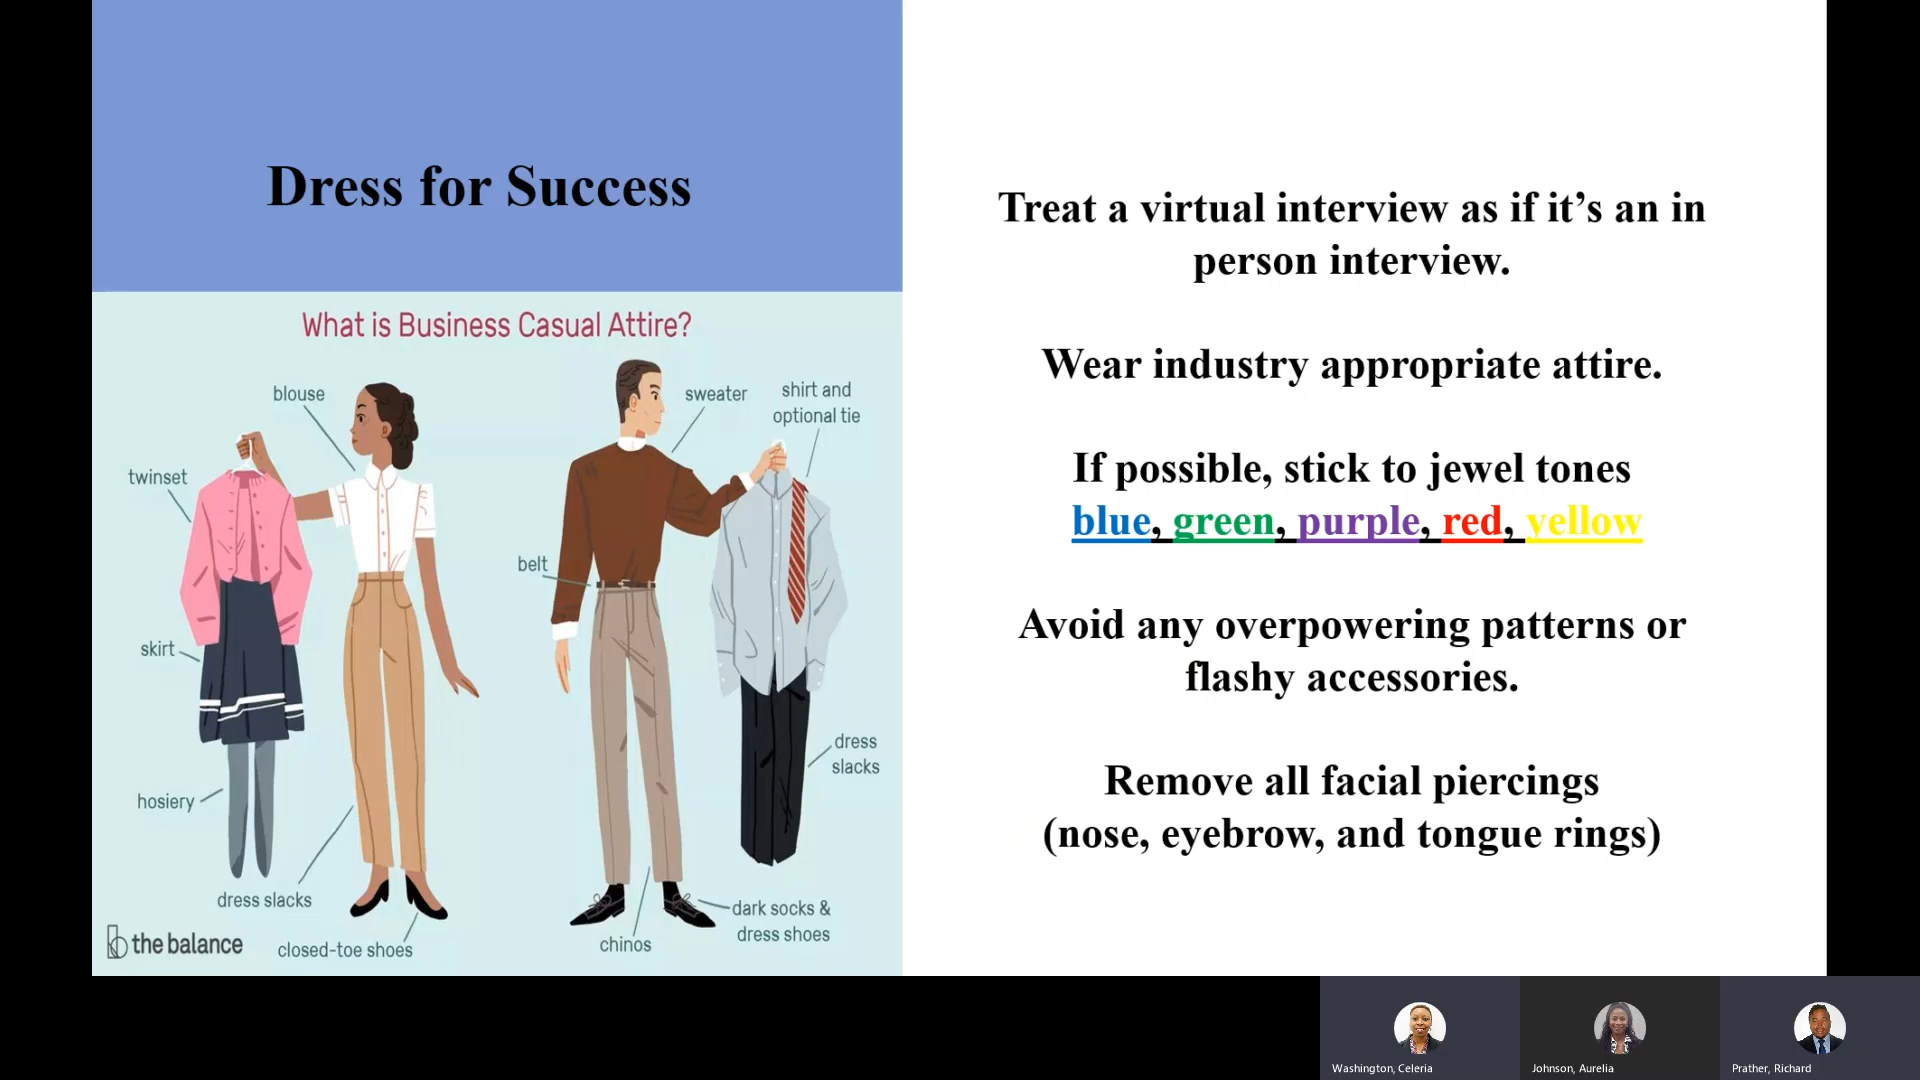 Dress for Success
What is Business Casual Attire?
blouse
twinset
skirt
hosiery
dress slacks
closed-toe shoes
sweater
shirt and
optional tie
belt
dress
slacks
dark socks &
dress shoes
chinos
the balance
Treat a virtual interview as if it’s an in
person interview.
Wear industry appropriate attire.
If possible, stick to jewel tones
blue, green, purple, red, yellow
Avoid any overpowering patterns or
flashy accessories.
Remove all facial piercings
(nose, eyebrow, and tongue rings)
Washington, Celeria
Johnson, Aurelia
Prather, Richard